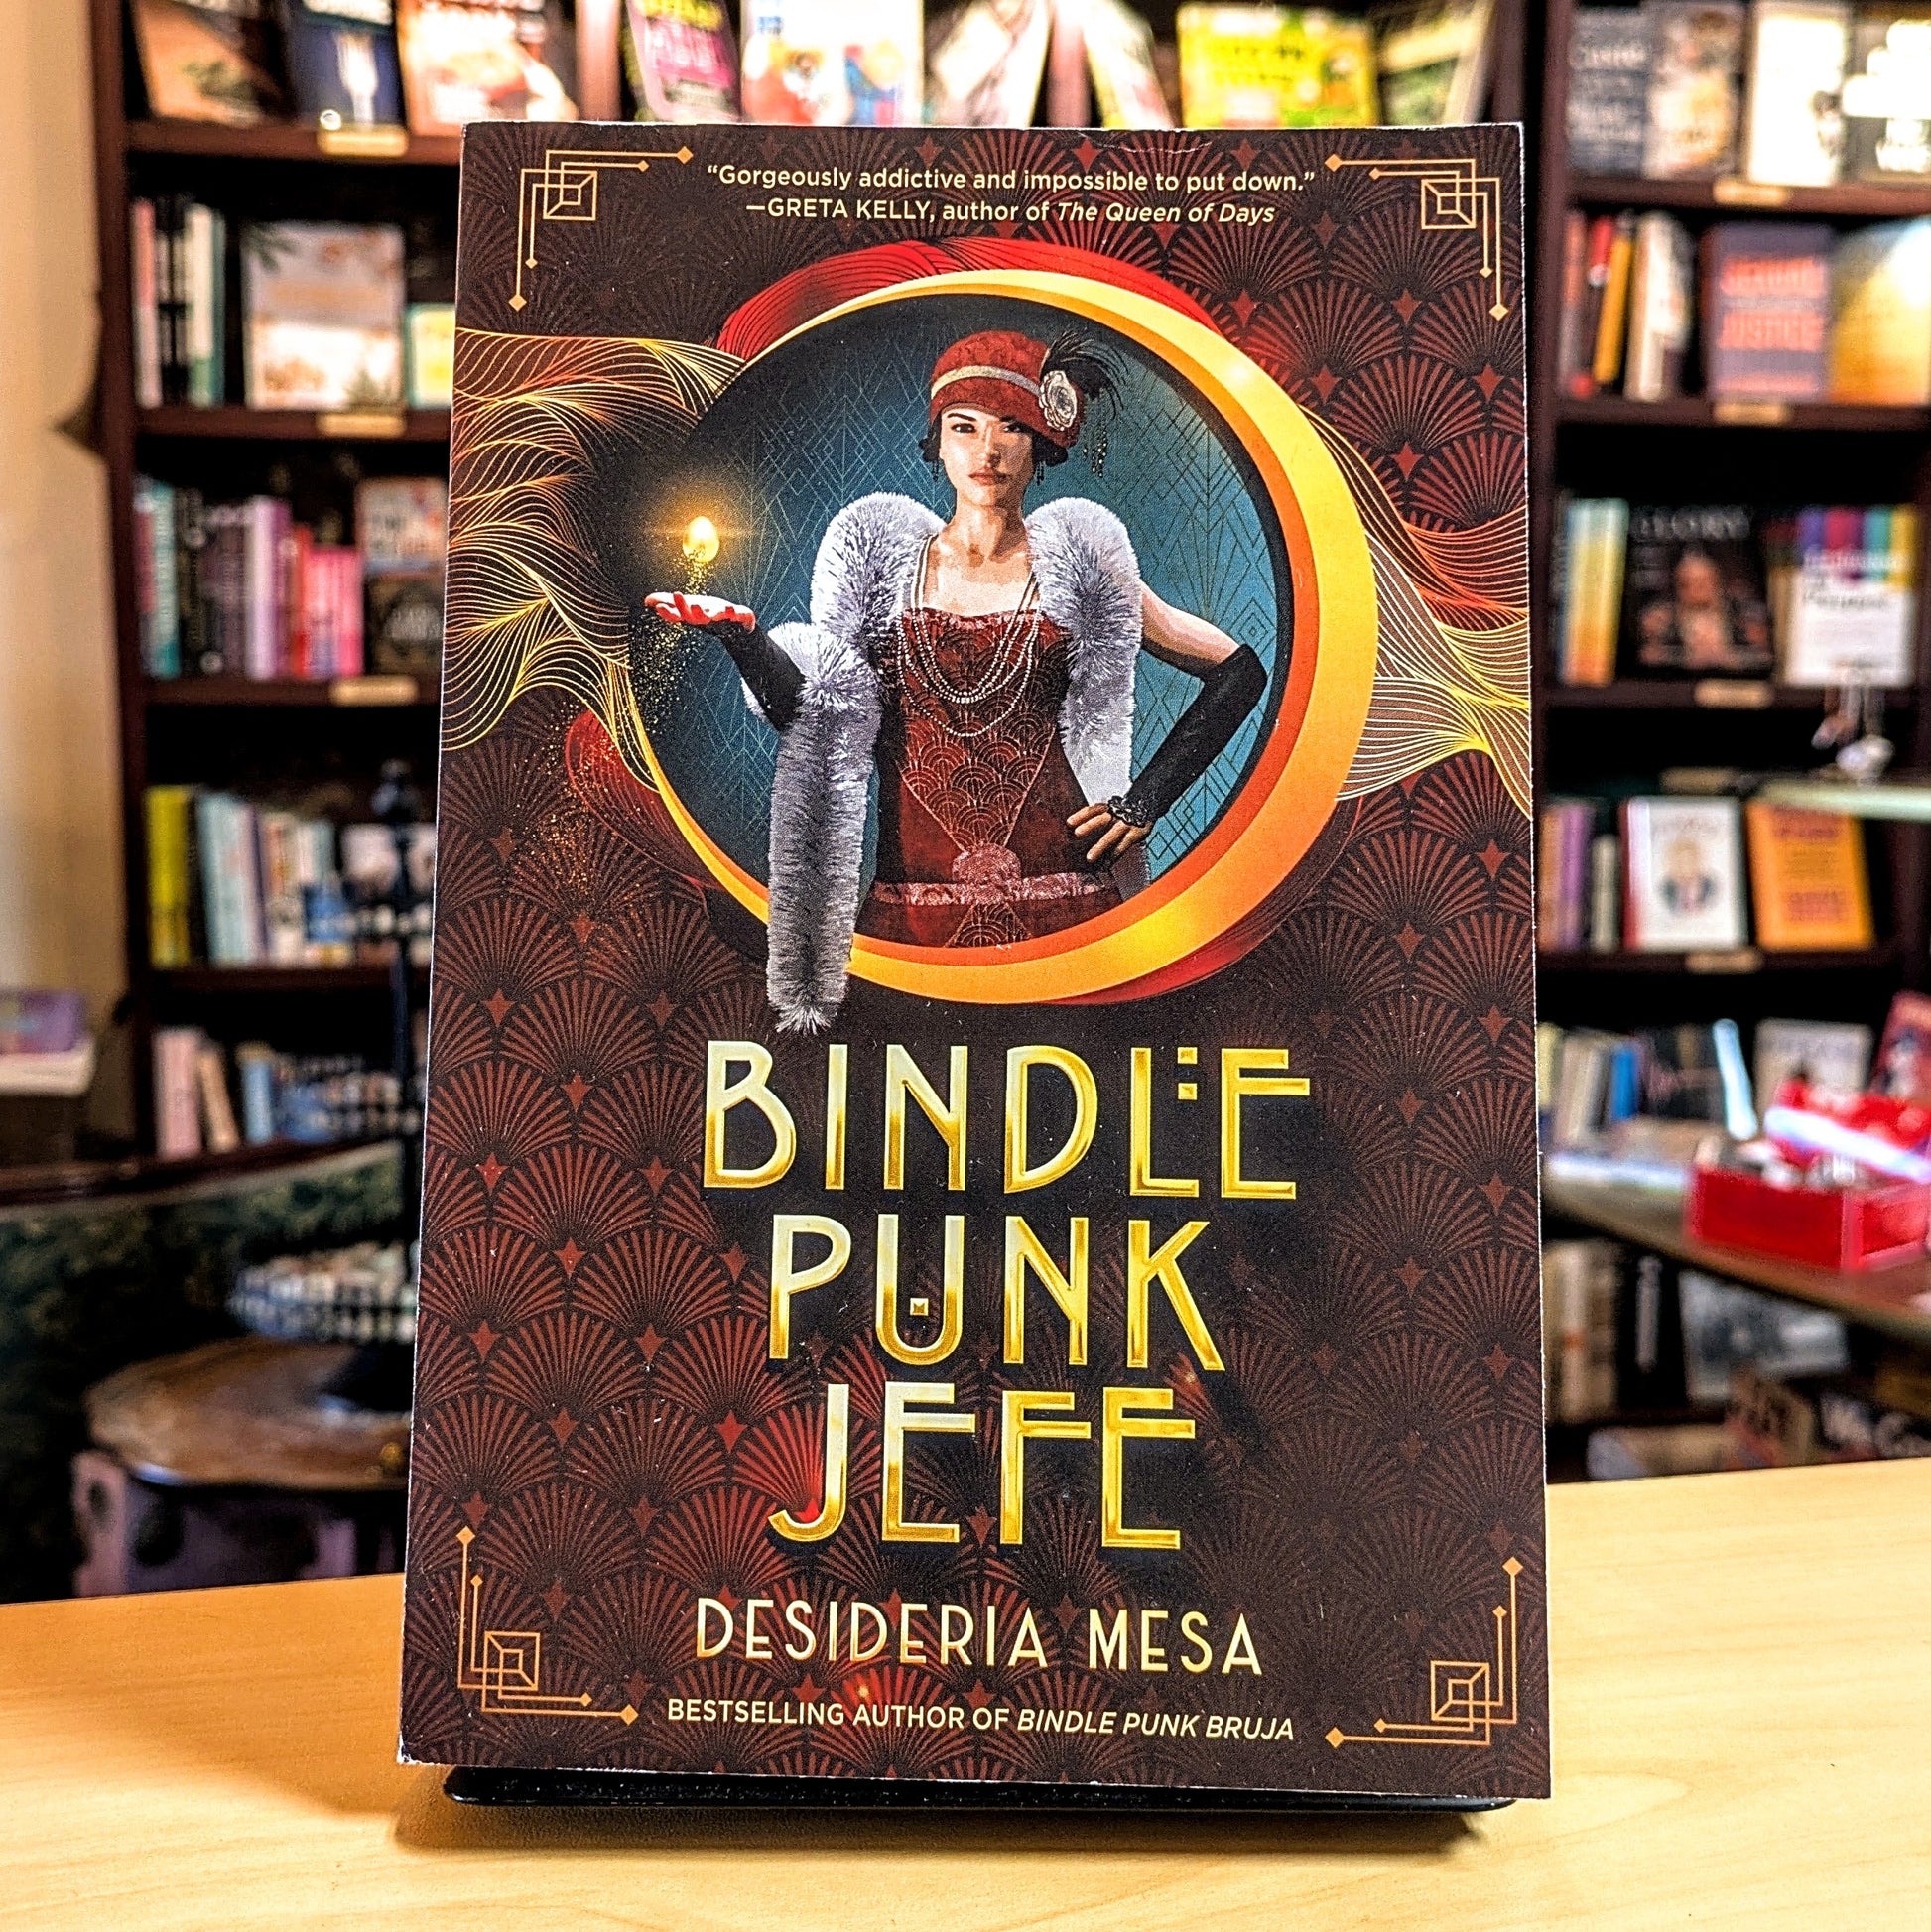 “Gorgeously addictive and impossible to put down.”
—GRETA KELLY, author of The Queen of Days
BINDLE
PUNK
JEFE
DESIDERIA MESA
BESTSELLING AUTHOR OF BINDLE PUNK BRUJA
JUSTICE